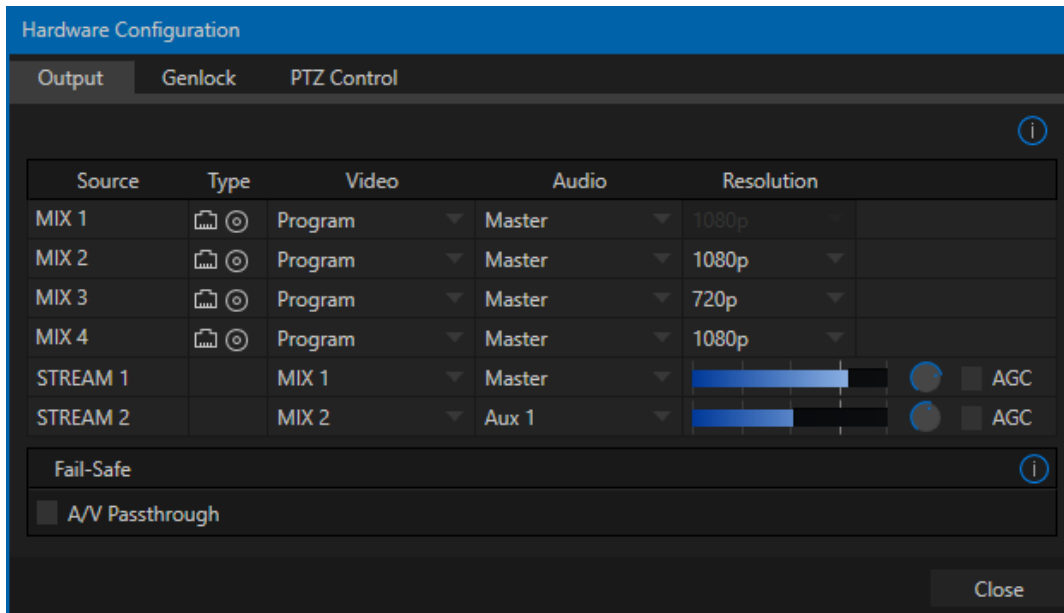 Hardware Configuration
Output Genlock PTZ Control
Source Type Video Audio Resolution
MIX 1 Program Master 1080p
MIX 2 Program Master 1080p
MIX 3 Program Master 720p
MIX 4 Program Master 1080p
STREAM 1 MIX 1 Master AGC
STREAM 2 MIX 2 Aux 1 AGC
Fail-Safe
A/V Passthrough
Close